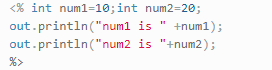 <% int num1=10;int num2=20;
out.println("num1 is " +num1);
out.println("num2 is "+num2);
%>